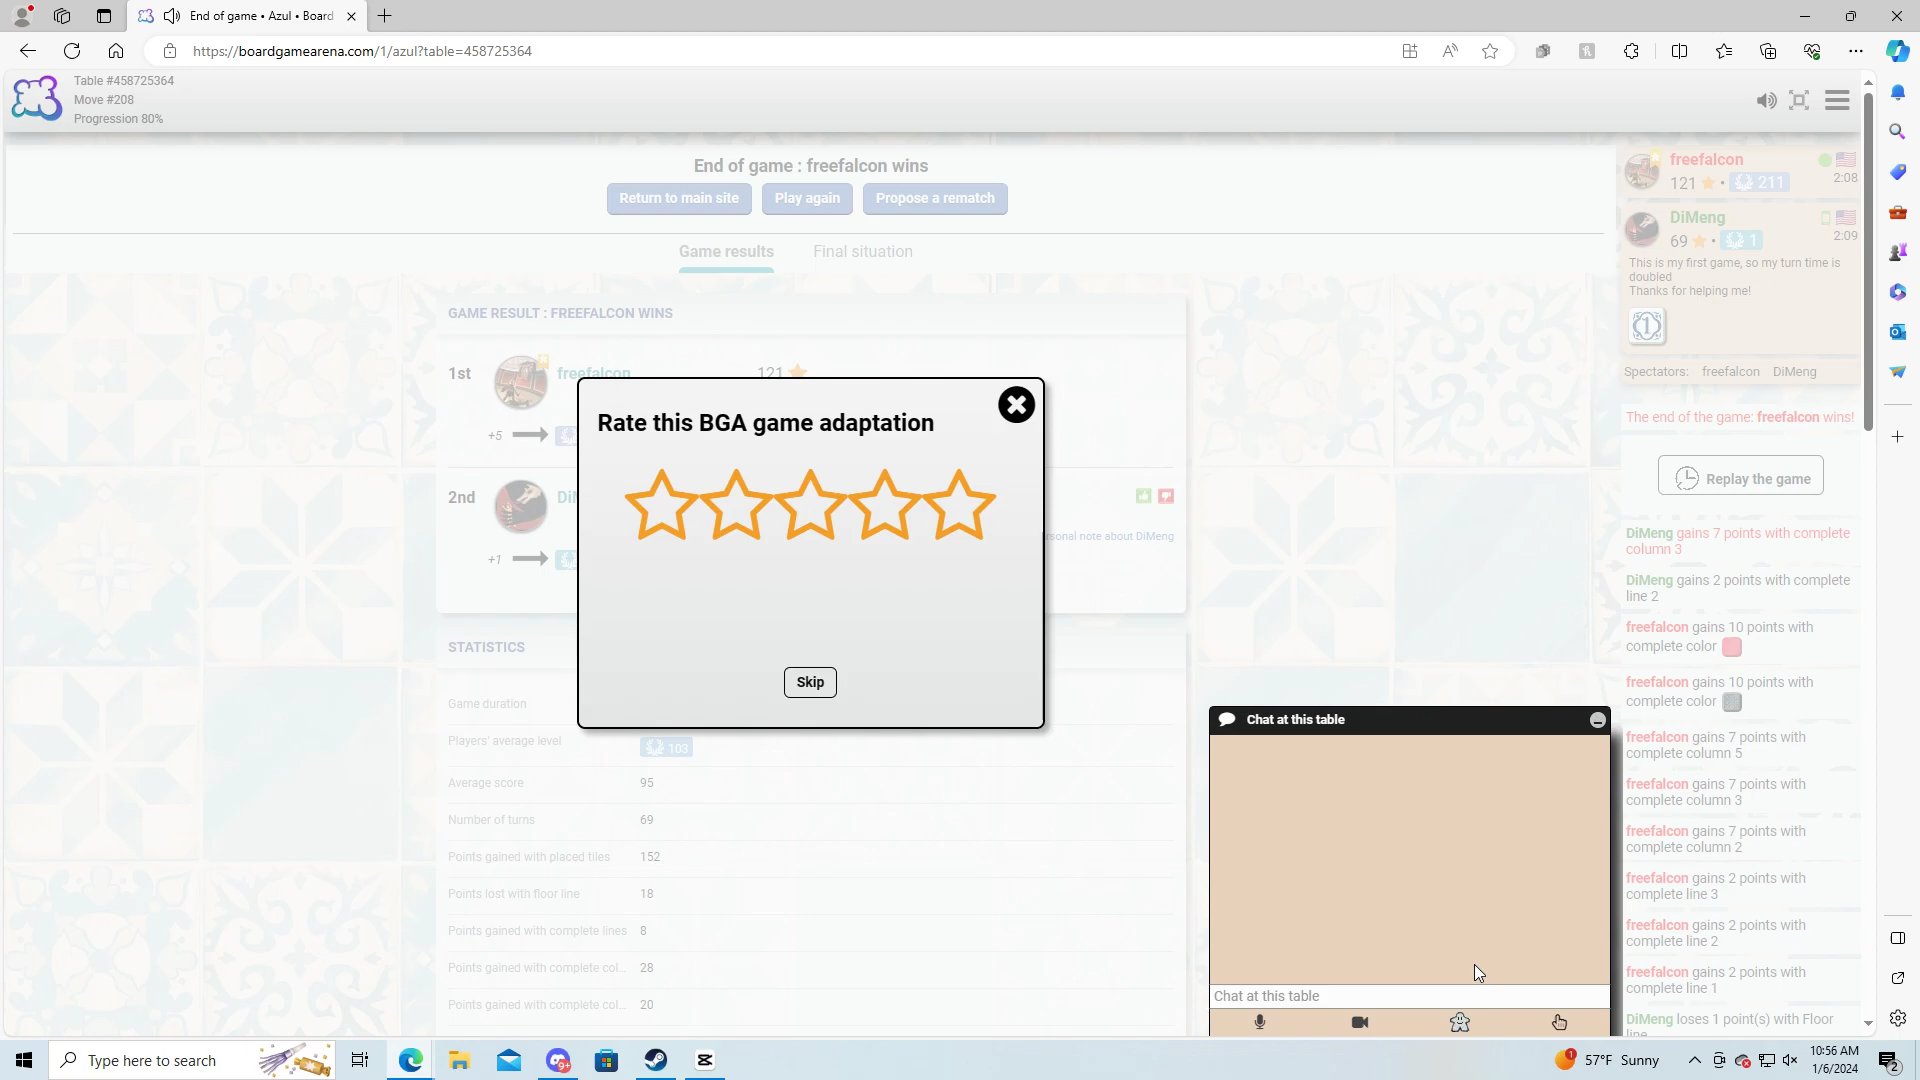 End of game • Azul • Board
https://boardgamearena.com/1/azul?table=458725364
Table #458725364
Move #208
Progression 80%
End of game : freefalcon wins
Return to main site
Play again
Propose a rematch
Game results
Final situation
GAME RESULT : FREEFALCON WINS
1st
freefalcon
121
+5
2nd
+1
rsonal note about DiMeng
Rate this BGA game adaptation
Skip
STATISTICS
Game duration
Players' average level
103
Average score
95
Number of turns
69
Points gained with placed tiles
152
Points lost with floor line
18
Points gained with complete lines
8
Points gained with complete col...
28
Points gained with complete col...
20
Chat at this table
Chat at this table
freefalcon
121 • 211
2:08
DiMeng
69 • 1
2:09
This is my first game, so my turn time is
doubled
Thanks for helping me!
1
Spectators: freefalcon DiMeng
The end of the game: freefalcon wins!
Replay the game
DiMeng gains 7 points with complete
column 3
DiMeng gains 2 points with complete
line 2
freefalcon gains 10 points with
complete color
freefalcon gains 10 points with
complete color
freefalcon gains 7 points with
complete column 5
freefalcon gains 7 points with
complete column 3
freefalcon gains 7 points with
complete column 2
freefalcon gains 2 points with
complete line 3
freefalcon gains 2 points with
complete line 2
freefalcon gains 2 points with
complete line 1
DiMeng loses 1 point(s) with Floor
line
Type here to search
9+
1
57°F Sunny
10:56 AM
1/6/2024
2